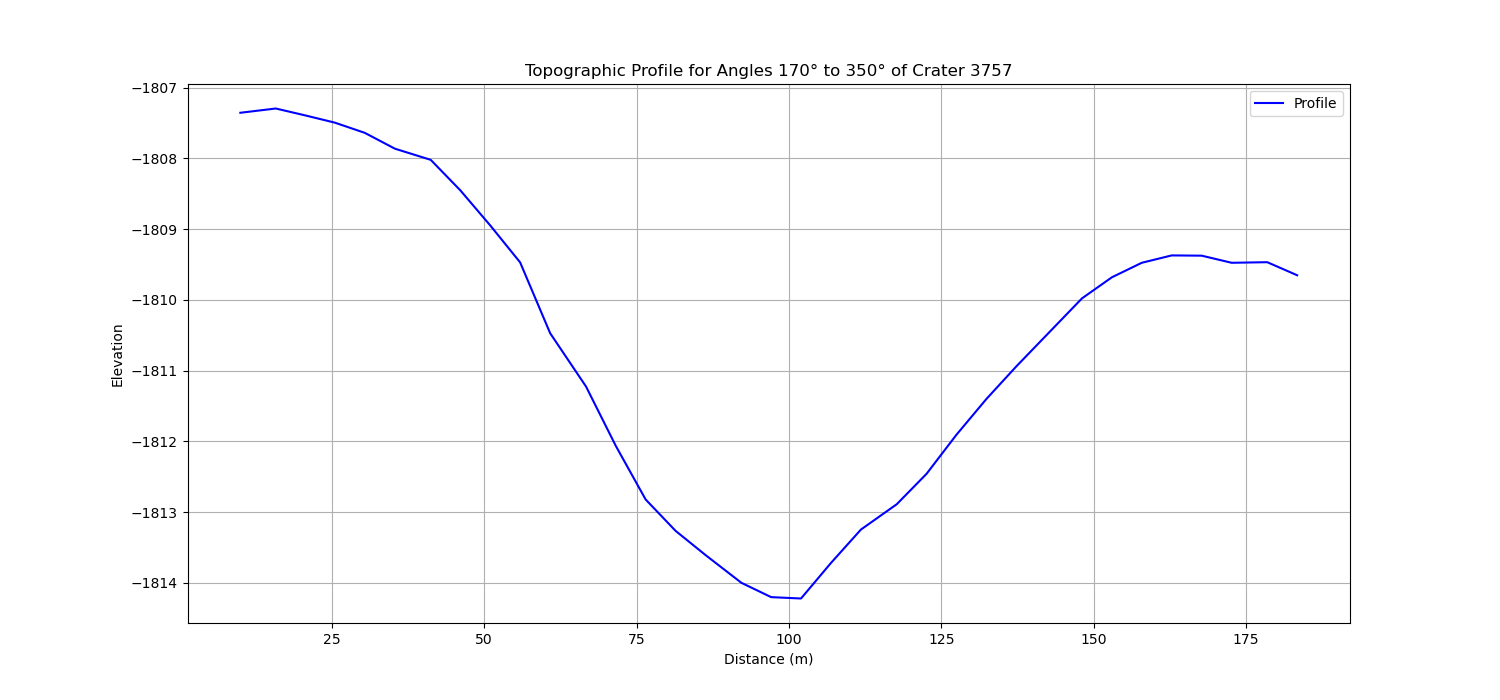 Topographic Profile for Angles 170° to 350° of Crater 3757
Profile
−1807
−1808
−1809
−1810
−1811
−1812
−1813
−1814
Elevation
25 50 75 100 125 150 175
Distance (m)